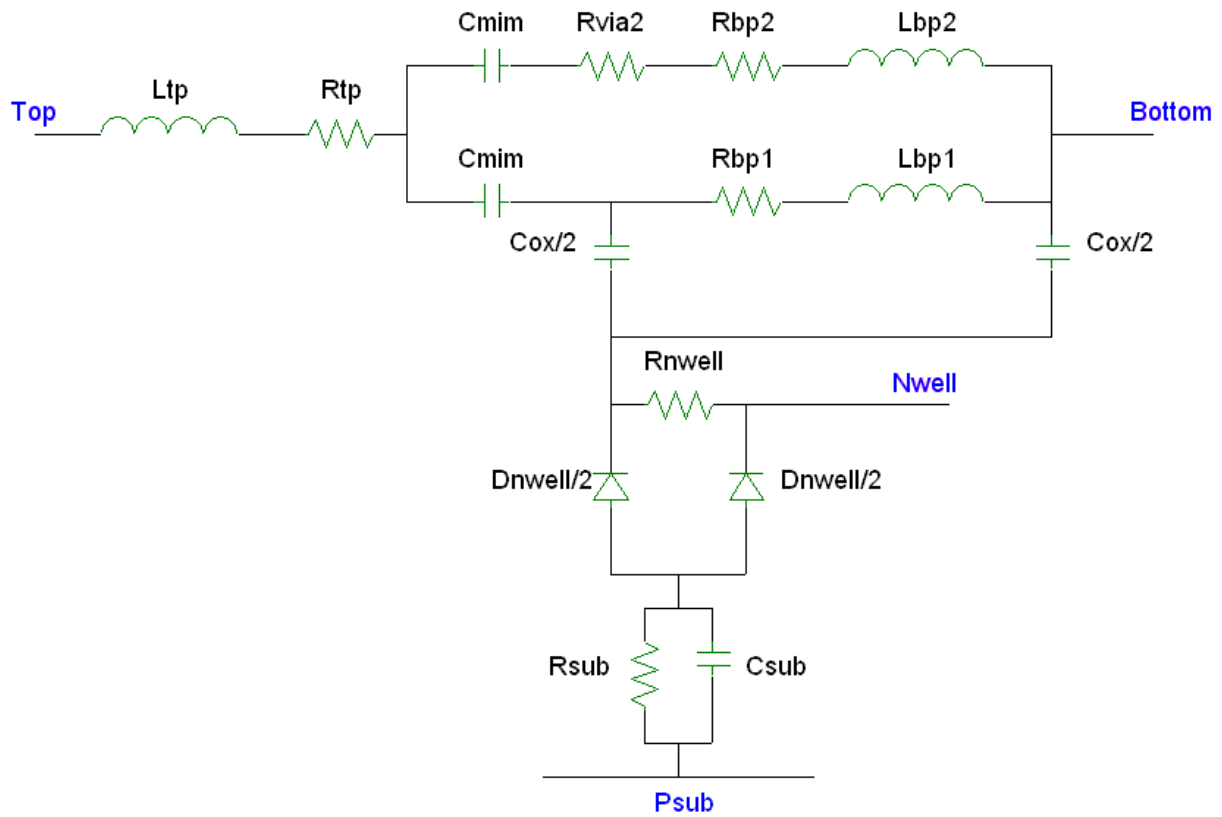 Cmim
Rvia2
Rbp2
Lbp2
Top
Ltp
Rtp
Bottom
Cmim
Rbp1
Lbp1
Cox/2
Cox/2
Rnwell
Nwell
Dnwell/2
Dnwell/2
Rsub
Csub
Psub